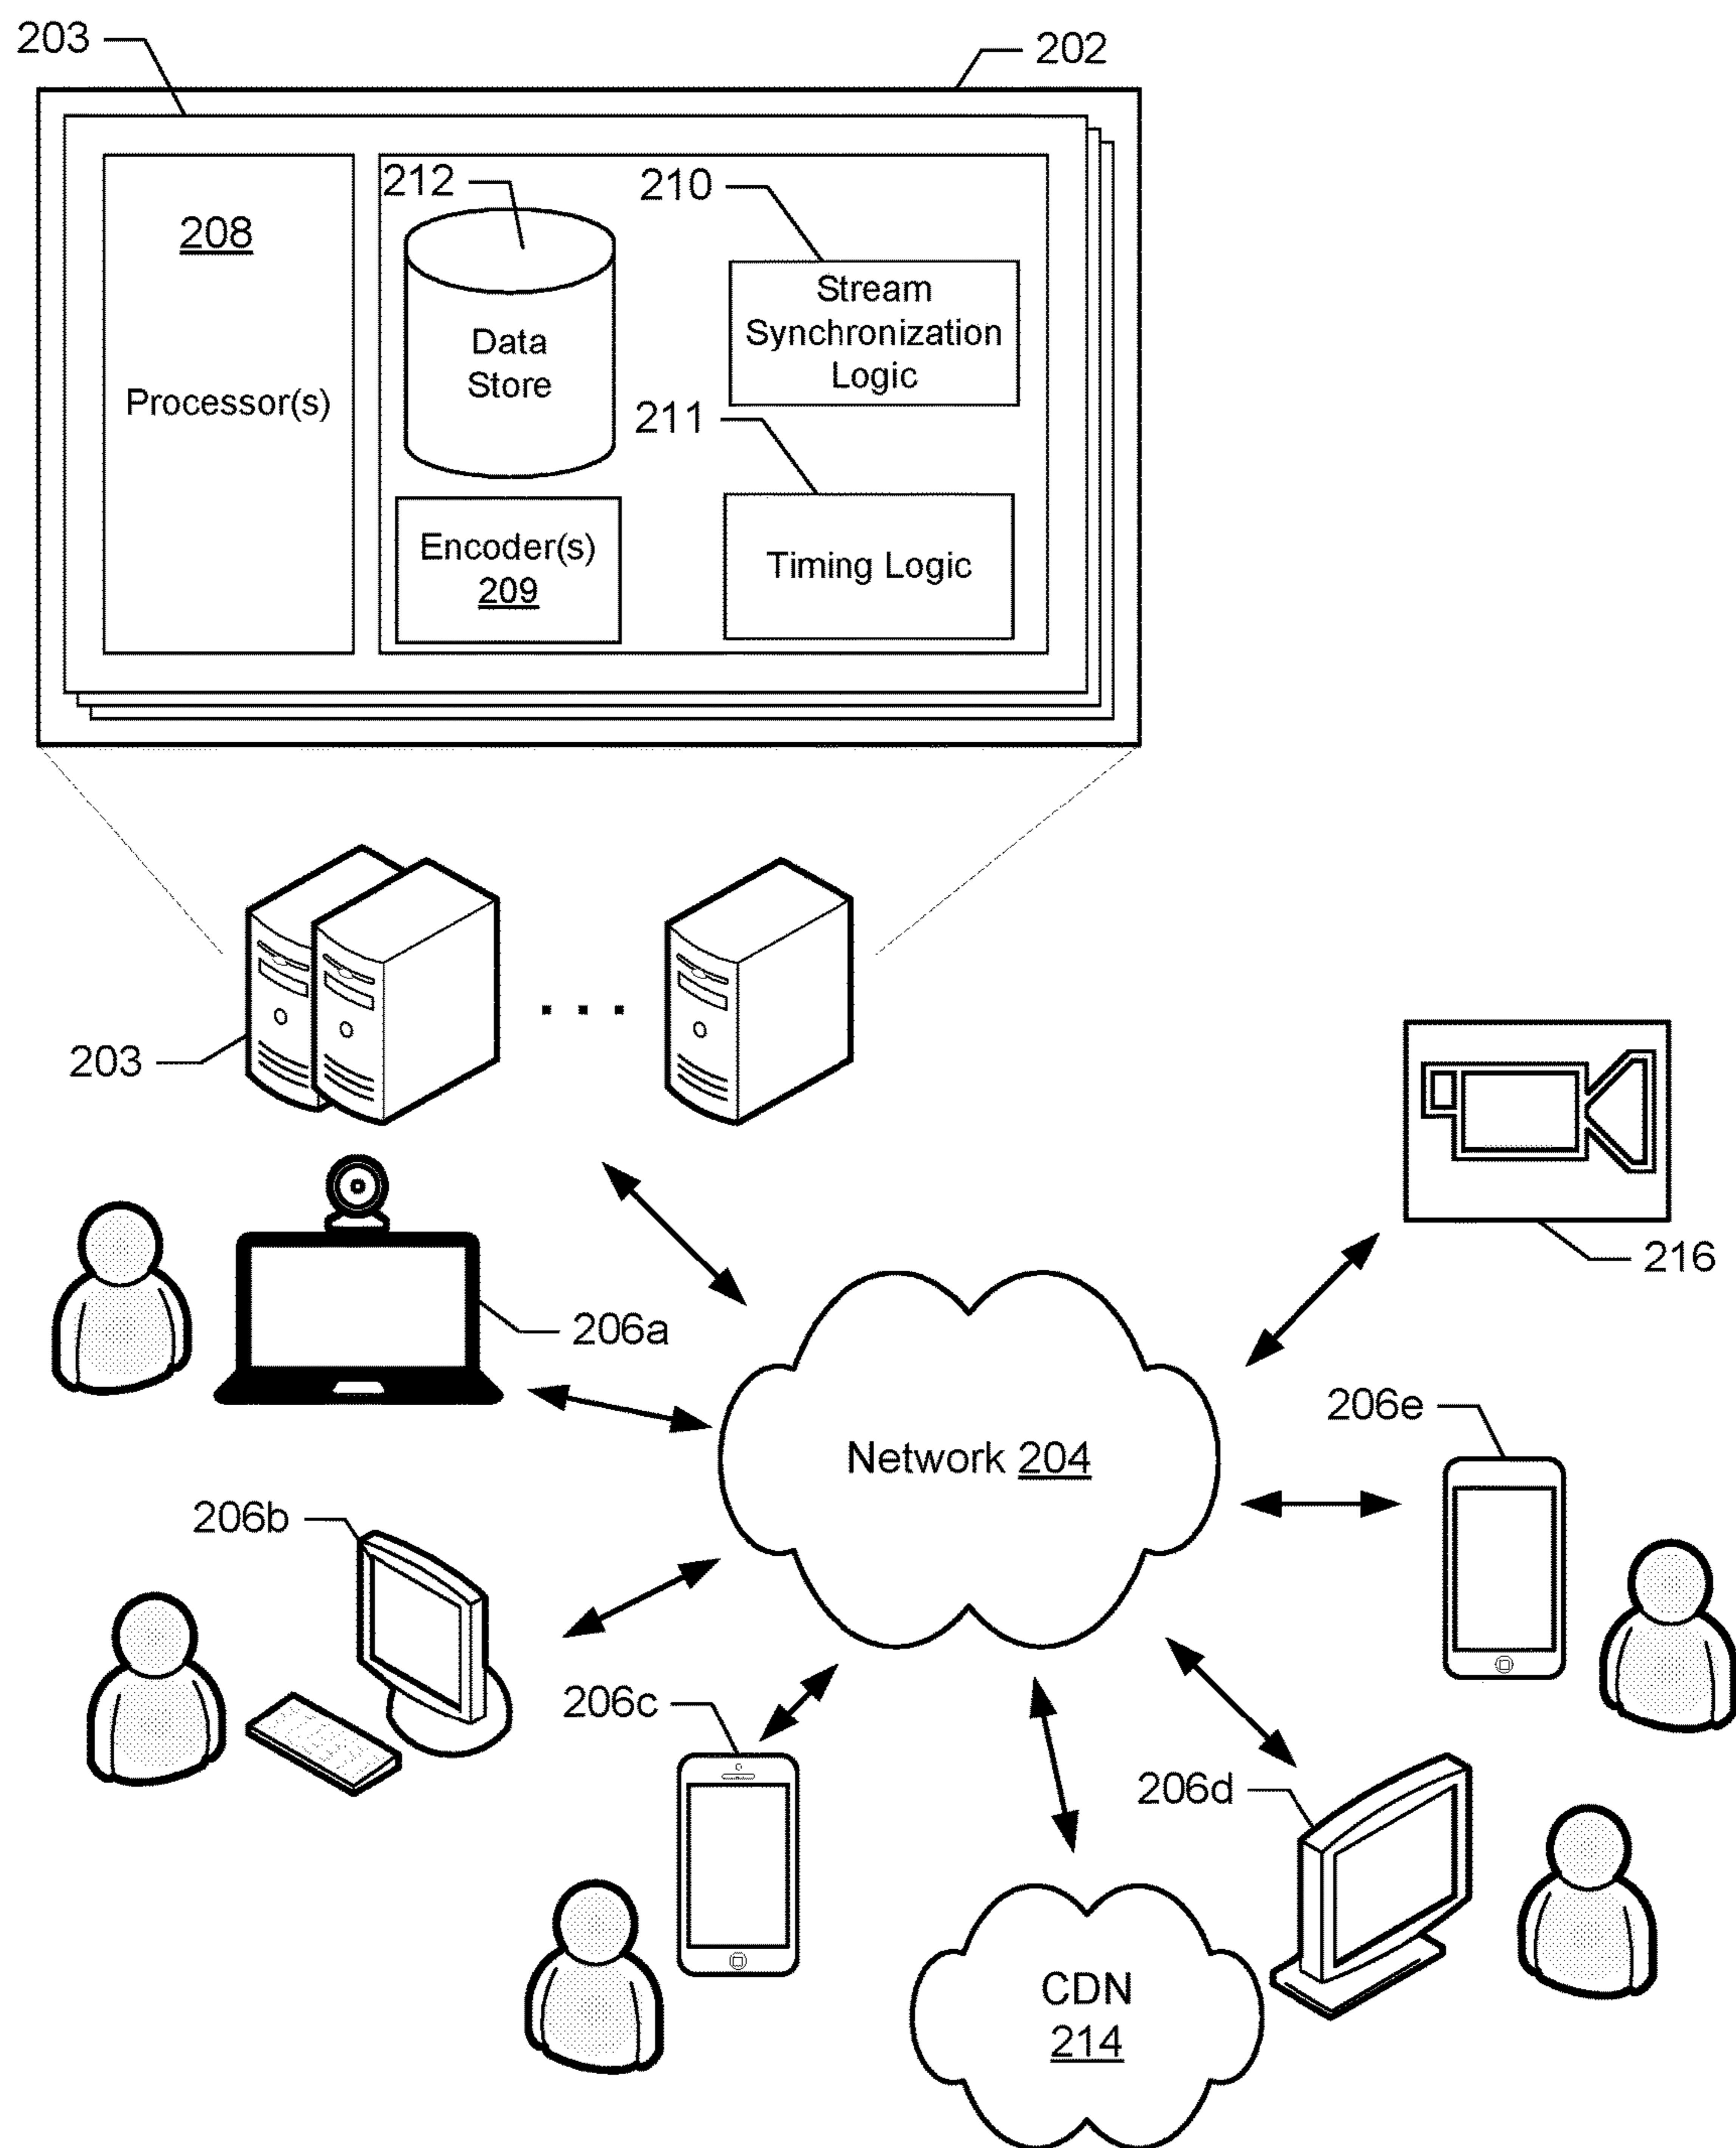 203
202
212
210
208
Stream
Synchronization
Logic
Data
Store
Processor(s)
211
Encoder(s)
209
Timing Logic
203
216
206a
206e
Network 204
206b
206c
206d
CDN
214